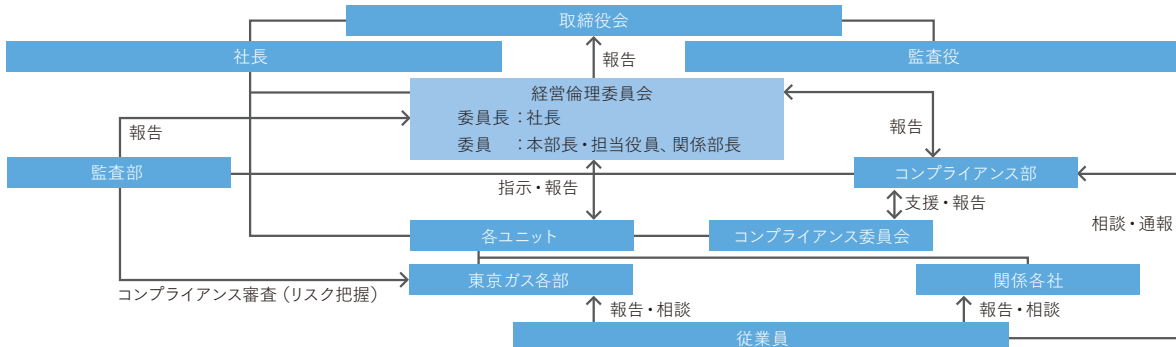 取締役会
社長
監査役
報告
経営倫理委員会
委員長：社長
委員　：本部長・担当役員、関係部長
報告
報告
監査部
コンプライアンス部
指示・報告
支援・報告
相談・通報
各ユニット
コンプライアンス委員会
東京ガス各部
関係各社
コンプライアンス審査（リスク把握）
報告・相談
報告・相談
従業員